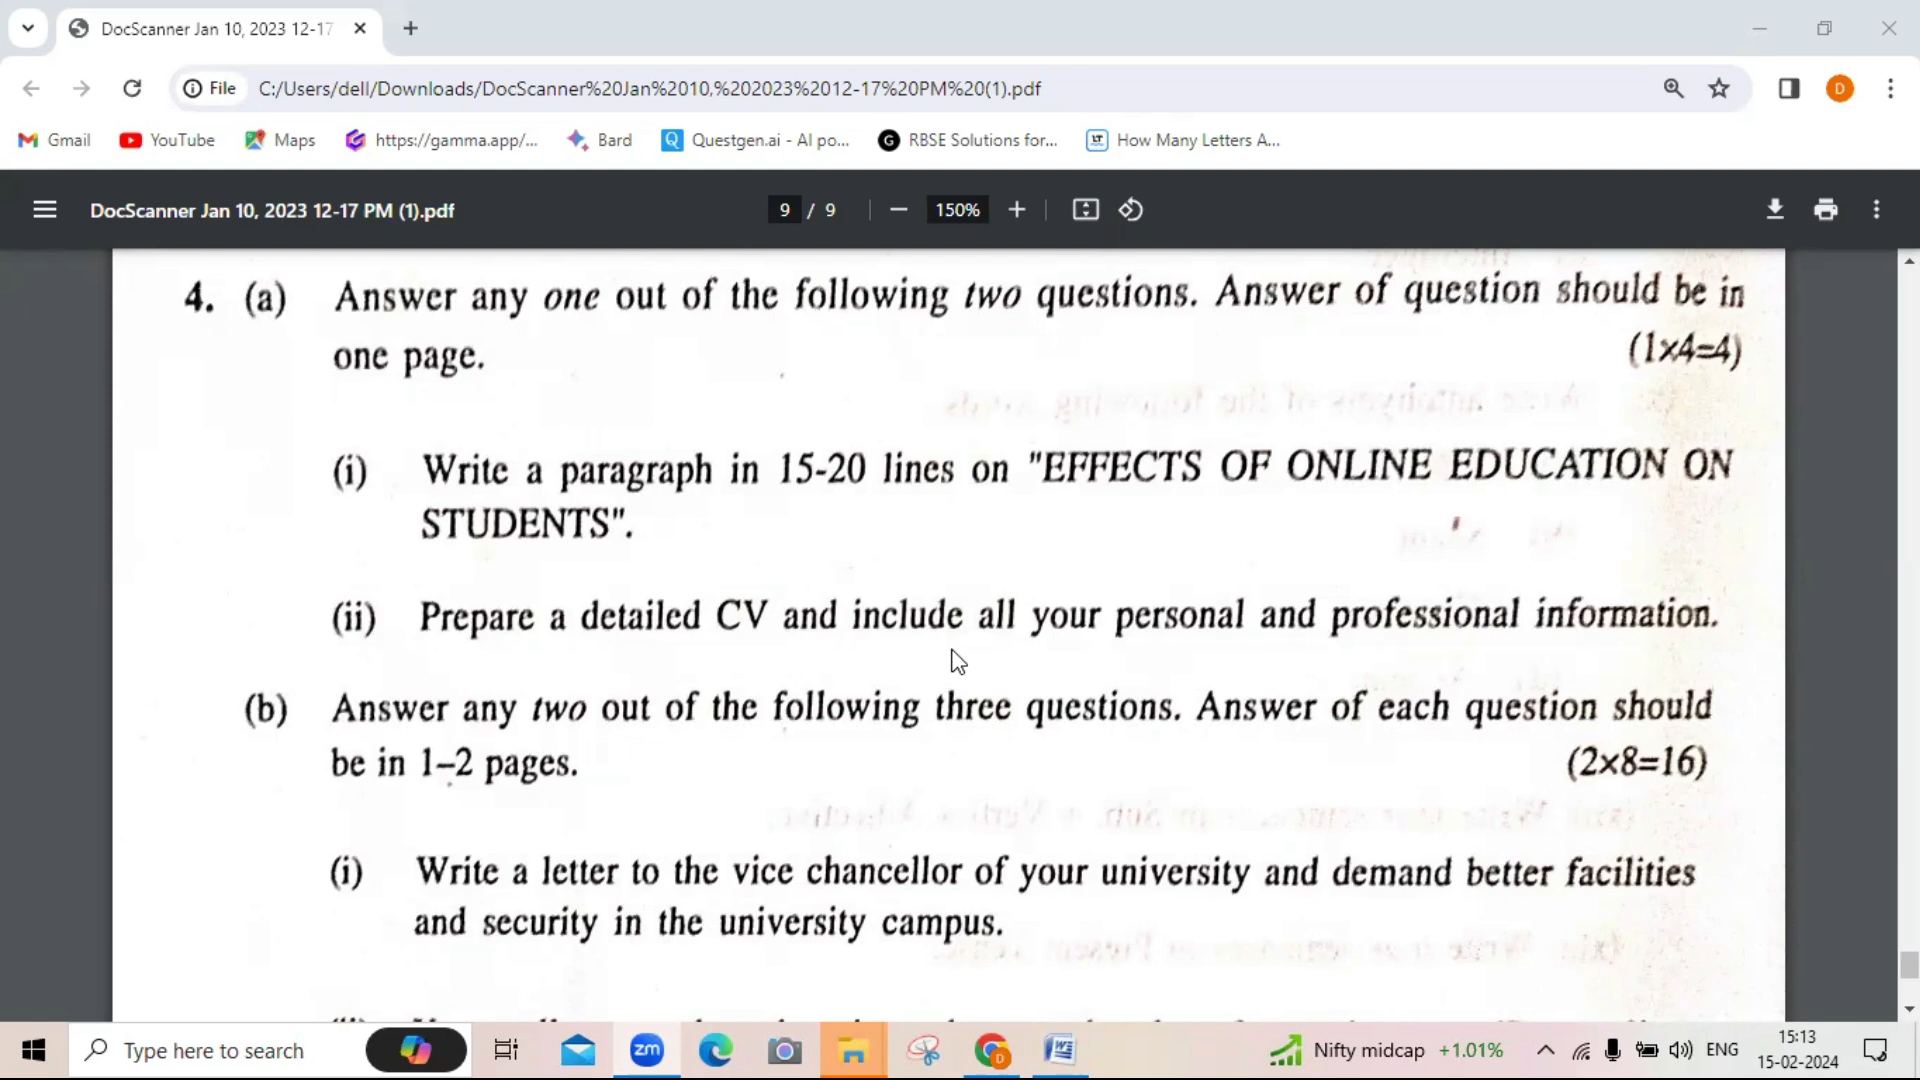 DocScanner Jan 10, 2023 12-17
File
C:/Users/dell/Downloads/DocScanner%20Jan%2010,%202023%2012-17%20PM%20(1).pdf
D
Gmail
YouTube
Maps
https://gamma.app/...
Bard
Questgen.ai - AI po...
RBSE Solutions for...
How Many Letters A...
DocScanner Jan 10, 2023 12-17 PM (1).pdf
9 / 9
150%
4. (a) Answer any one out of the following two questions. Answer of question should be in
one page. (1x4=4)
(i) Write a paragraph in 15-20 lines on "EFFECTS OF ONLINE EDUCATION ON
STUDENTS".
(ii) Prepare a detailed CV and include all your personal and professional information.
(b) Answer any two out of the following three questions. Answer of each question should
be in 1–2 pages. (2x8=16)
(i) Write a letter to the vice chancellor of your university and demand better facilities
and security in the university campus.
Type here to search
zm
D
Nifty midcap +1.01%
ENG
15:13
15-02-2024